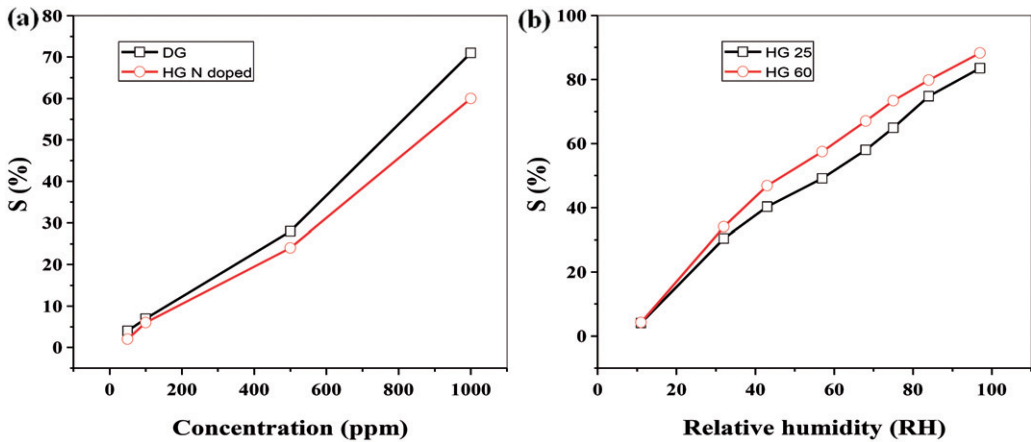 (a)
DG
HG N doped
S (%)
80
70
60
50
40
30
20
10
0
0 200 400 600 800 1000
Concentration (ppm)
(b)
HG 25
HG 60
S (%)
100
80
60
40
20
0
0 20 40 60 80 100
Relative humidity (RH)